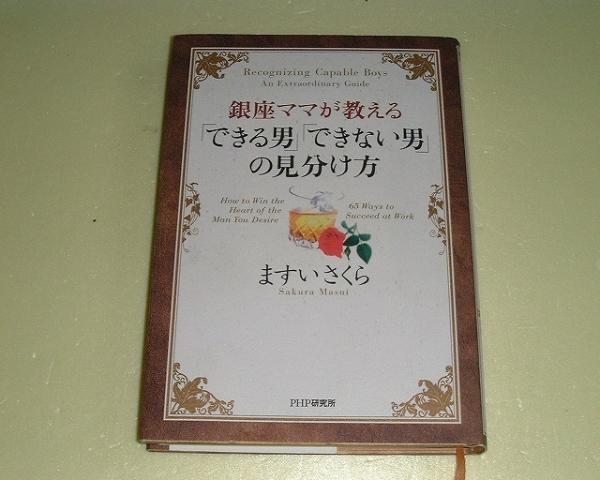 Recognizing Capable Boys
An Extraordinary Guide
銀座ママが教える
「できる男」「できない男」
の見分け方
How to Win the
Heart of the
Man You Desire
65 Ways to
Succeed at Work
ますいさくら
Sakura Masui
PHP研究所